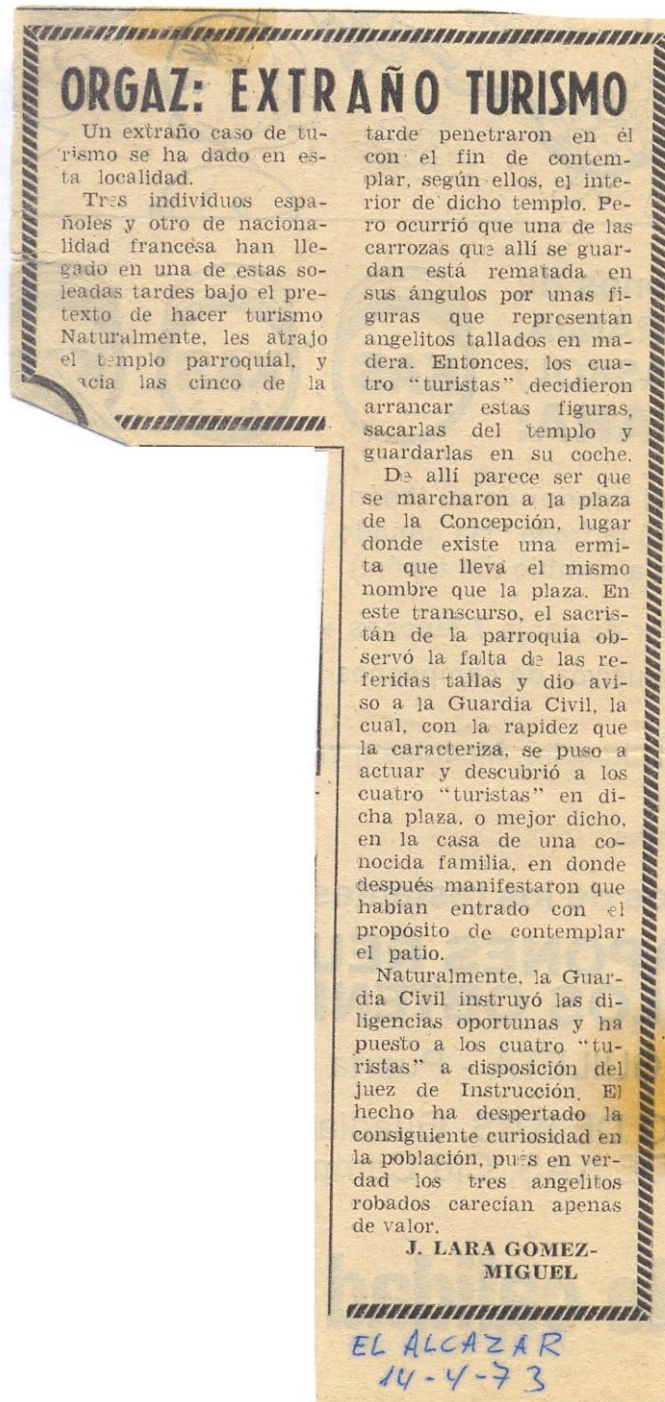 ORGAZ: EXTRAÑO TURISMO
Un extraño caso de tu-
rismo se ha dado en es-
ta localidad.
Tres individuos espa-
ñoles y otro de naciona-
lidad francesa han lle-
gado en una de estas so-
leadas tardes bajo el pre-
texto de hacer turismo
Naturalmente, les atrajo
el templo parroquial, y
acia las cinco de la
tarde penetraron en él
con el fin de contem-
plar, según ellos, el inte-
rior de dicho templo. Pe-
ro ocurrió que una de las
carrozas que allí se guar-
dan está rematada en
sus ángulos por unas fi-
guras que representan
angelitos tallados en ma-
dera. Entonces, los cua-
tro "turistas" decidieron
arrancar estas figuras,
sacarlas del templo y
guardarlas en su coche.
De allí parece ser que
se marcharon a la plaza
de la Concepción, lugar
donde existe una ermi-
ta que lleva el mismo
nombre que la plaza. En
este transcurso, el sacris-
tán de la parroquia ob-
servó la falta de las re-
feridas tallas y dio avi-
so a la Guardia Civil, la
cual, con la rapidez que
la caracteriza, se puso a
actuar y descubrió a los
cuatro "turistas" en di-
cha plaza, o mejor dicho,
en la casa de una co-
nocida familia, en donde
después manifestaron que
habían entrado con el
propósito de contemplar
el patio.
Naturalmente, la Guar-
dia Civil instruyó las di-
ligencias oportunas y ha
puesto a los cuatro "tu-
ristas" a disposición del
juez de Instrucción. El
hecho ha despertado la
consiguiente curiosidad en
la población, pues en ver-
dad los tres angelitos
robados carecían apenas
de valor.
J. LARA GOMEZ-
MIGUEL
EL ALCAZAR
14-4-73